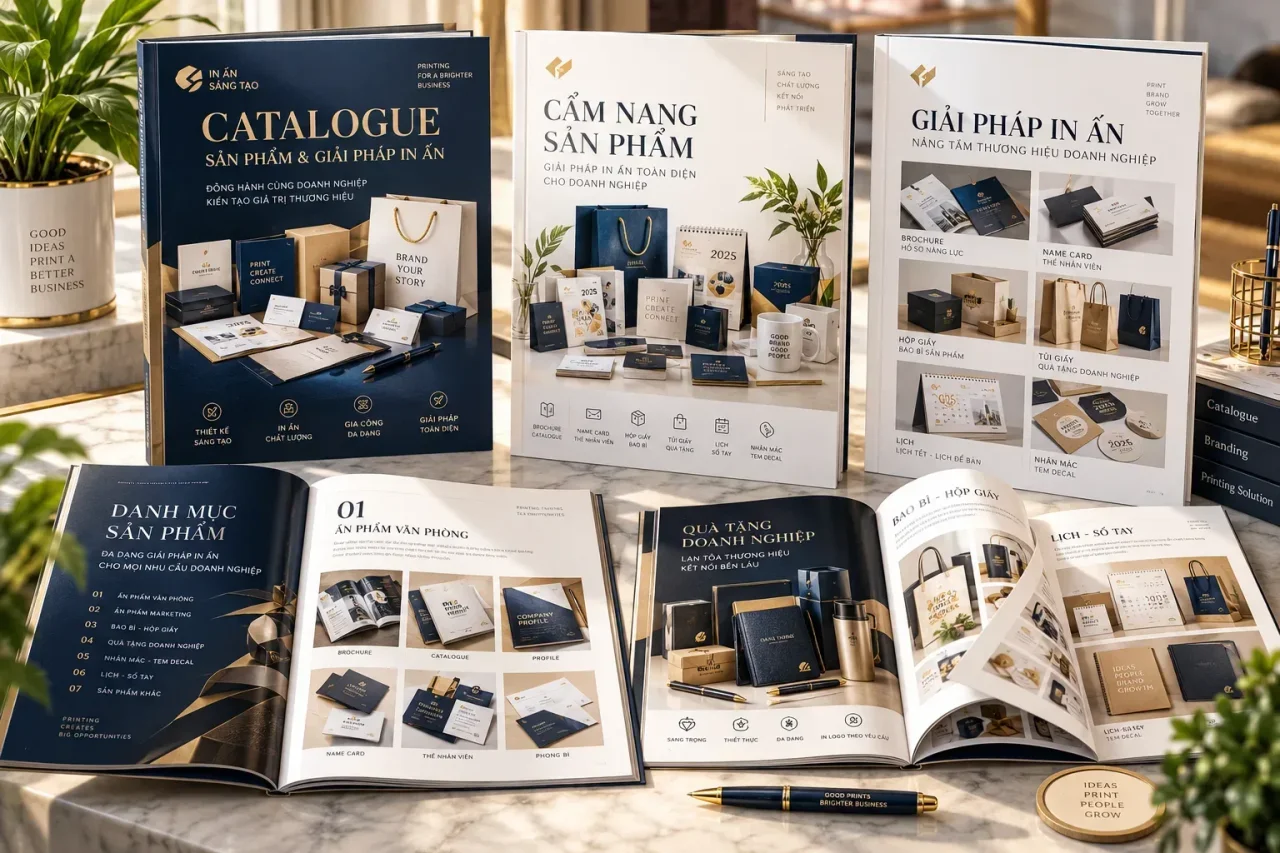 IN ẤN
SÁNG TẠO
PRINTING
FOR A BRIGHTER
BUSINESS
CATALOGUE
SẢN PHẨM & GIẢI PHÁP IN ẤN
ĐỒNG HÀNH CÙNG DOANH NGHIỆP
KIẾN TẠO GIÁ TRỊ THƯƠNG HIỆU
PRINT
CREATE
CONNECT
BRAND
YOUR
STORY
THIẾT KẾ
SÁNG TẠO
IN ẤN
CHẤT LƯỢNG
GIA CÔNG
ĐA DẠNG
GIẢI PHÁP
TOÀN DIỆN
SÁNG TẠO
CHẤT LƯỢNG
KẾT NỐI
PHÁT TRIỂN
CẨM NANG
SẢN PHẨM
GIẢI PHÁP IN ẤN TOÀN DIỆN
CHO DOANH NGHIỆP
2025
2025
PRINT
CREATE
CONNECT
GOOD
BRAND
GOOD
PEOPLE
BROCHURE
CATALOGUE
NAME CARD
THẺ NHÂN VIÊN
HỘP GIẤY
BAO BÌ
TÚI GIẤY
QUÀ TẶNG
LỊCH
SỔ TAY
NHÃN MÁC
TEM DECAL
PRINT
BRAND
GROW
TOGETHER
GIẢI PHÁP IN ẤN
NÂNG TẦM THƯƠNG HIỆU DOANH NGHIỆP
BROCHURE
HỒ SƠ NĂNG LỰC
NAME CARD
THẺ NHÂN VIÊN
HỘP GIẤY
BAO BÌ SẢN PHẨM
TÚI GIẤY
QUÀ TẶNG DOANH NGHIỆP
LỊCH
LỊCH TẾT - LỊCH ĐỂ BÀN
2026
NHÃN MÁC
TEM DECAL
GOOD
IDEAS
PRINT A
BETTER
BUSINESS
Catalogue
Branding
Printing Solution
DANH MỤC
SẢN PHẨM
ĐA DẠNG GIẢI PHÁP IN ẤN
CHO MỌI NHU CẦU DOANH NGHIỆP
01 ẤN PHẨM VĂN PHÒNG
02 ẤN PHẨM MARKETING
03 BAO BÌ - HỘP GIẤY
04 QUÀ TẶNG DOANH NGHIỆP
05 NHÃN MÁC - TEM DECAL
06 LỊCH - SỔ TAY
07 SẢN PHẨM KHÁC
PRINTING
CREATES
BIG OPPORTUNITIES
01
ẤN PHẨM VĂN PHÒNG
COMPANY
PROFILE
BROCHURE
CATALOGUE
PROFILE
NAME CARD
THẺ NHÂN VIÊN
PHONG BÌ
QUÀ TẶNG
DOANH NGHIỆP
LAN TỎA THƯƠNG HIỆU
KẾT NỐI BỀN LÂU
SANG TRỌNG
THIẾT THỰC
ĐA DẠNG
IN LOGO THEO YÊU CẦU
BAO BÌ - HỘP GIẤY
LỊCH - SỔ TAY
IDEAS
PEOPLE
BRAND
GROWTH
TEM DECAL
GOOD PRINTS
BRIGHTER BUSINESS
IDEAS
PRINT
PEOPLE
GROW